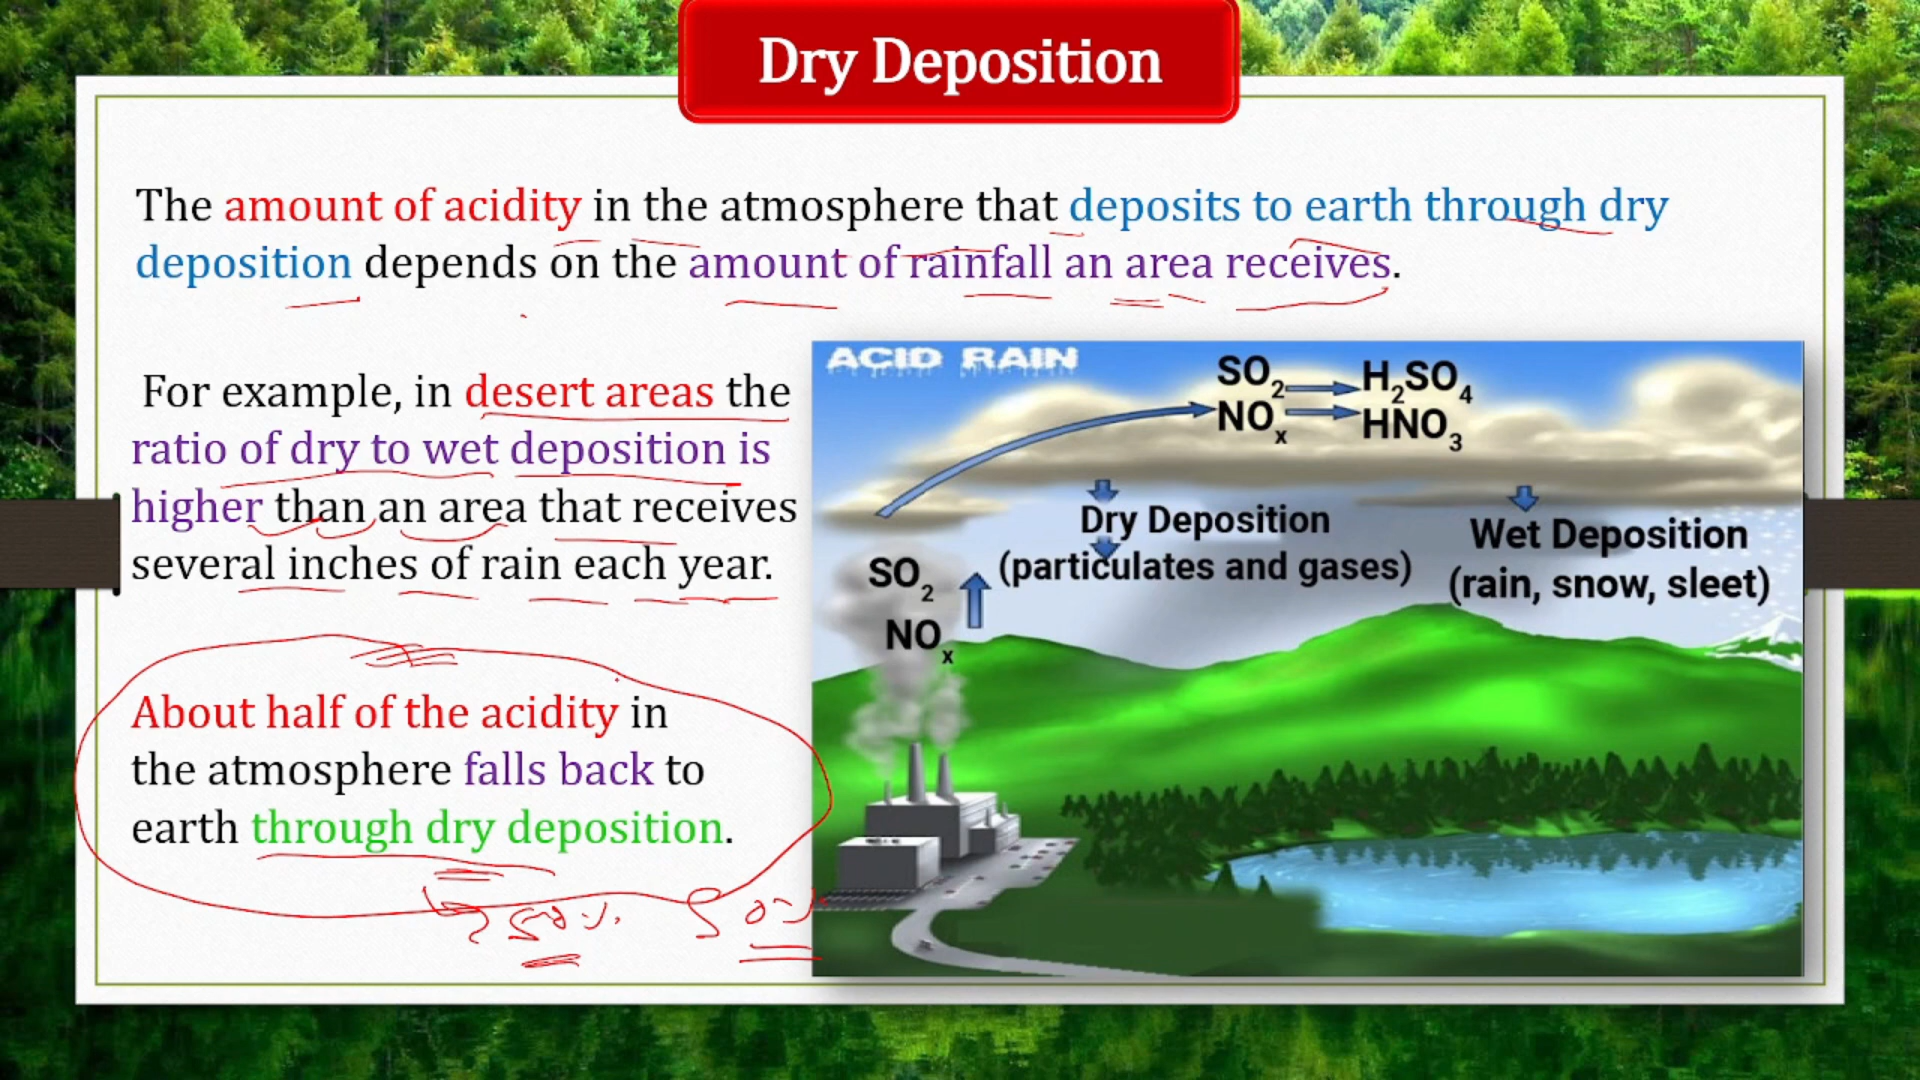 Dry Deposition
The amount of acidity in the atmosphere that deposits to earth through dry
deposition depends on the amount of rainfall an area receives.
For example, in desert areas the
ratio of dry to wet deposition is
higher than an area that receives
several inches of rain each year.
About half of the acidity in
the atmosphere falls back to
earth through dry deposition.
50%. 50%
ACID RAIN
SO2 H2SO4
NOx HNO3
Dry Deposition
(particulates and gases)
Wet Deposition
(rain, snow, sleet)
SO2
NOx